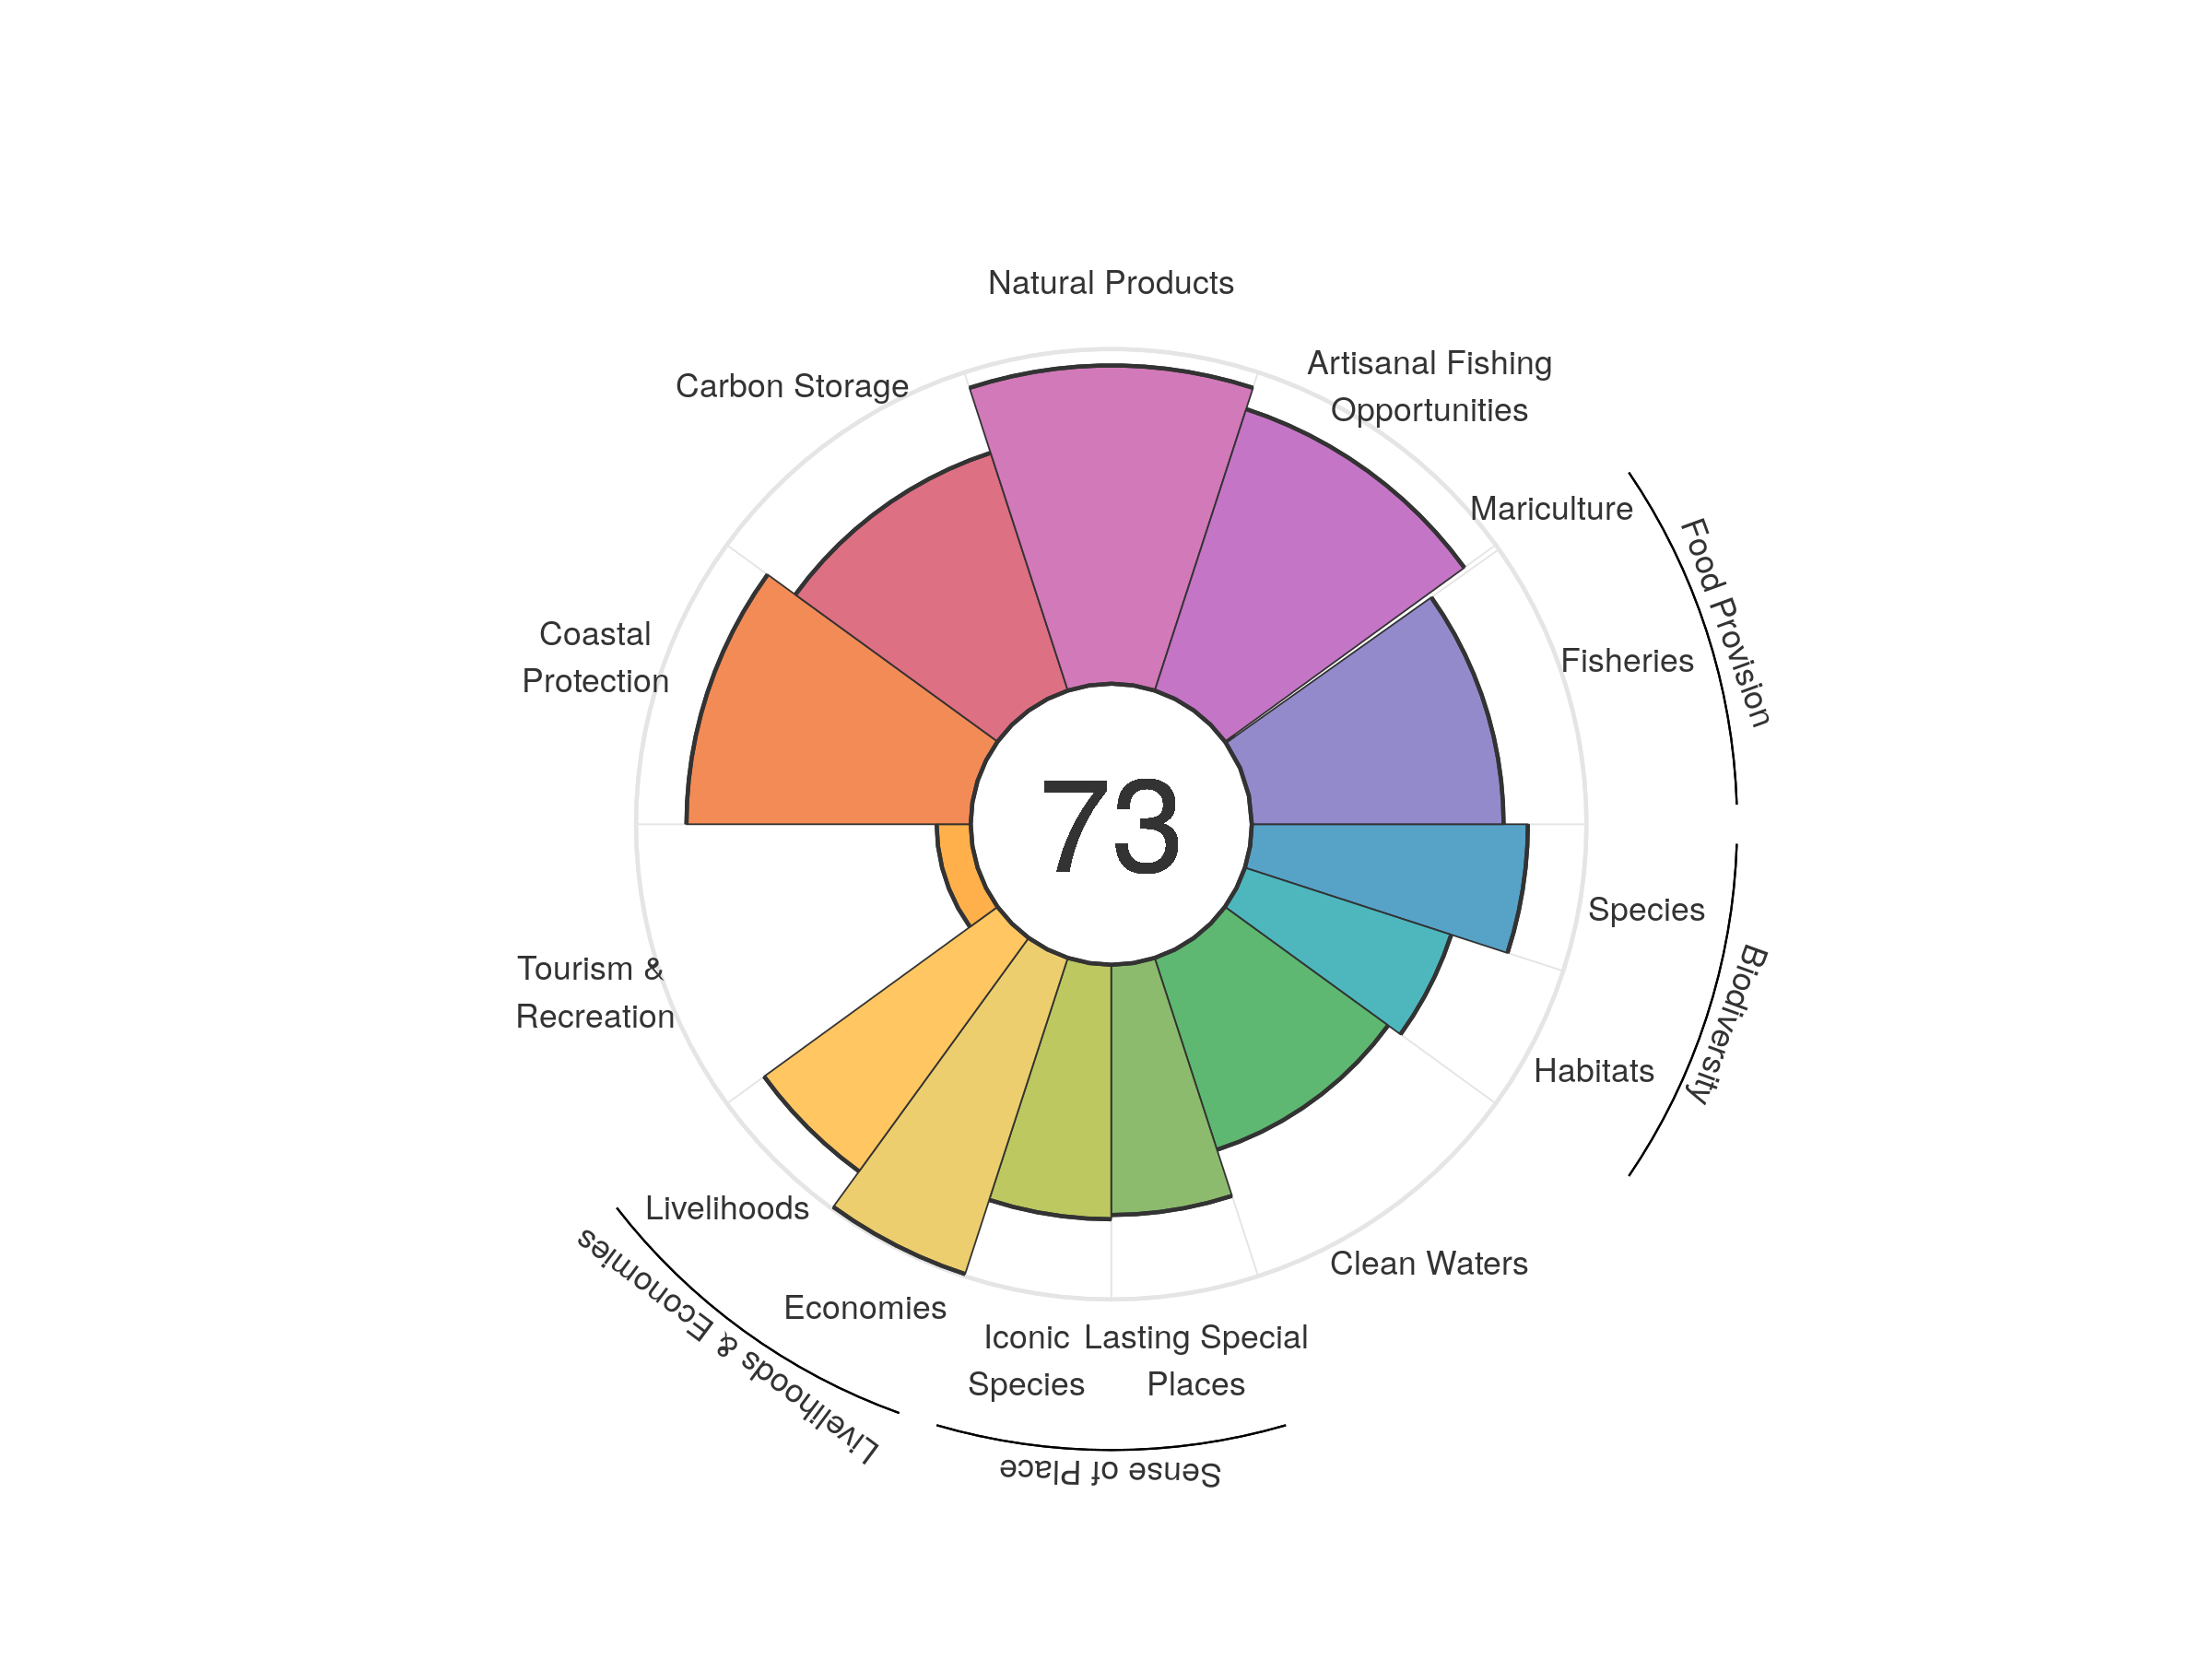 Natural Products
Artisanal Fishing
Opportunities
Carbon Storage
Mariculture
Food Provision
Fisheries
Coastal
Protection
73
Species
Biodiversity
Tourism &
Recreation
Habitats
Livelihoods
Livelihoods & Economies
Clean Waters
Economies
Iconic
Species
Lasting Special
Places
Sense of Place